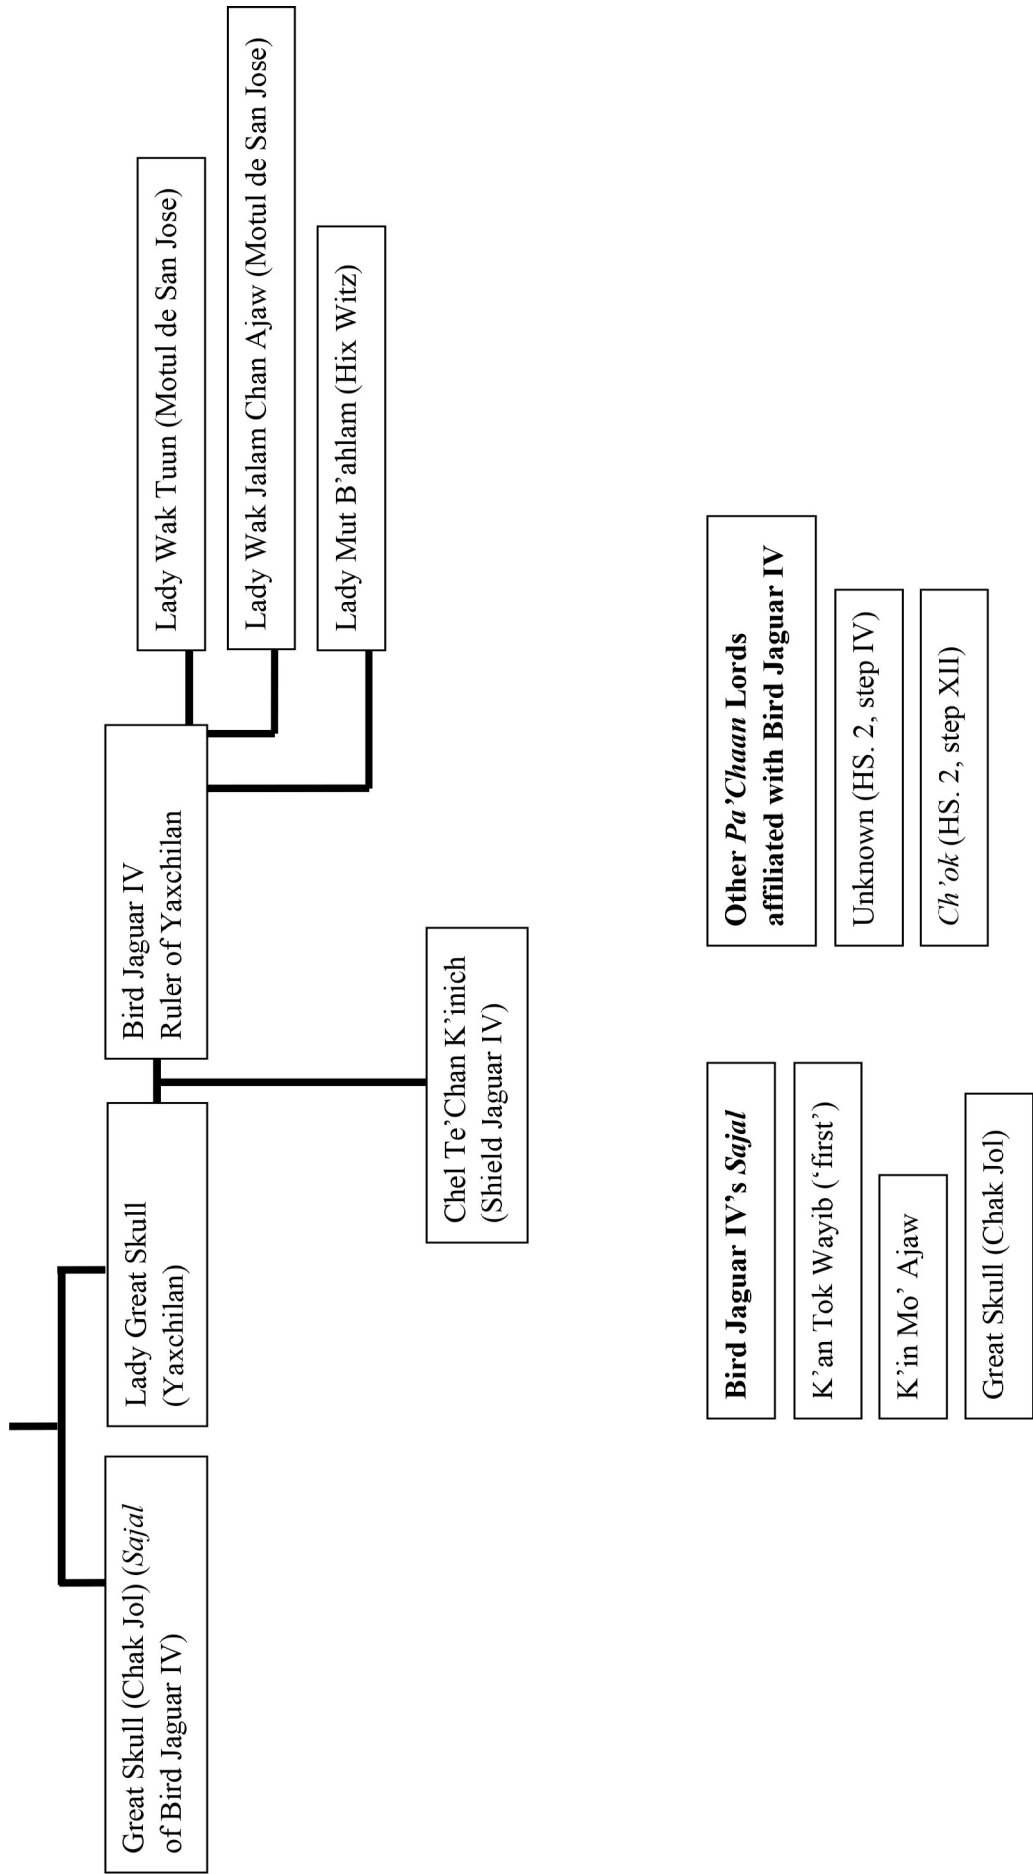 Great Skull (Chak Jol) (Sajal
of Bird Jaguar IV)
Lady Great Skull
(Yaxchilan)
Bird Jaguar IV
Ruler of Yaxchilan
Lady Wak Tuun (Motul de San Jose)
Lady Wak Jalam Chan Ajaw (Motul de San Jose)
Lady Mut B’ahlam (Hix Witz)
Chel Te’Chan K’inich
(Shield Jaguar IV)
Bird Jaguar IV’s Sajal
K’an Tok Wayib (‘first’)
K’in Mo’ Ajaw
Great Skull (Chak Jol)
Other Pa’Chaan Lords
affiliated with Bird Jaguar IV
Unknown (HS. 2, step IV)
Ch’ok (HS. 2, step XII)